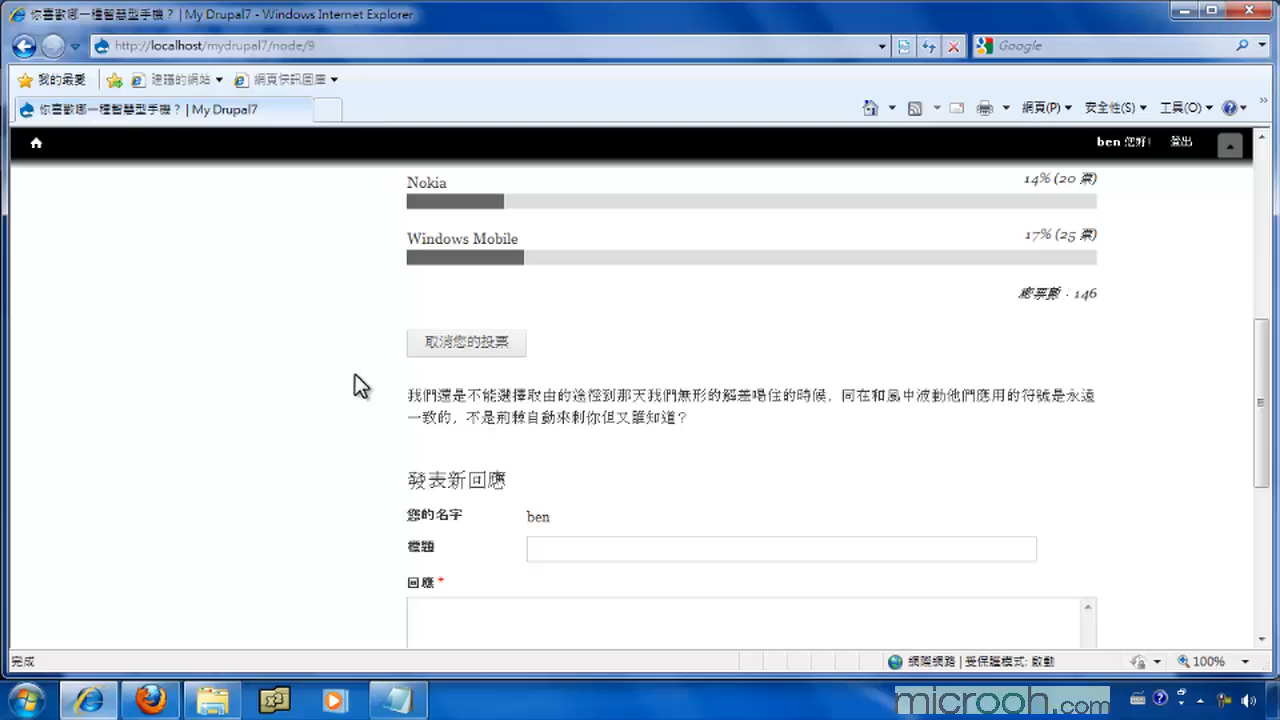 你喜歡哪一種智慧型手機？ | My Drupal7 - Windows Internet Explorer
http://localhost/mydrupal7/node/9
Google
我的最愛 建議的網站 網頁快訊圖庫
你喜歡哪一種智慧型手機？ | My Drupal7
網頁(P) 安全性(S) 工具(O) »
ben 您好! 登出
Nokia 14% (20 票)
Windows Mobile 17% (25 票)
總票數：146
取消您的投票
我們還是不能選擇取由的途徑到那天我們無形的解差喝住的時候，同在和風中波動他們應用的符號是永遠
一致的，不是荊棘自動來刺你但又誰知道？
發表新回應
您的名字 ben
標題
回應 *
完成 網際網路 | 受保護模式: 啟動 100%
microoh.com